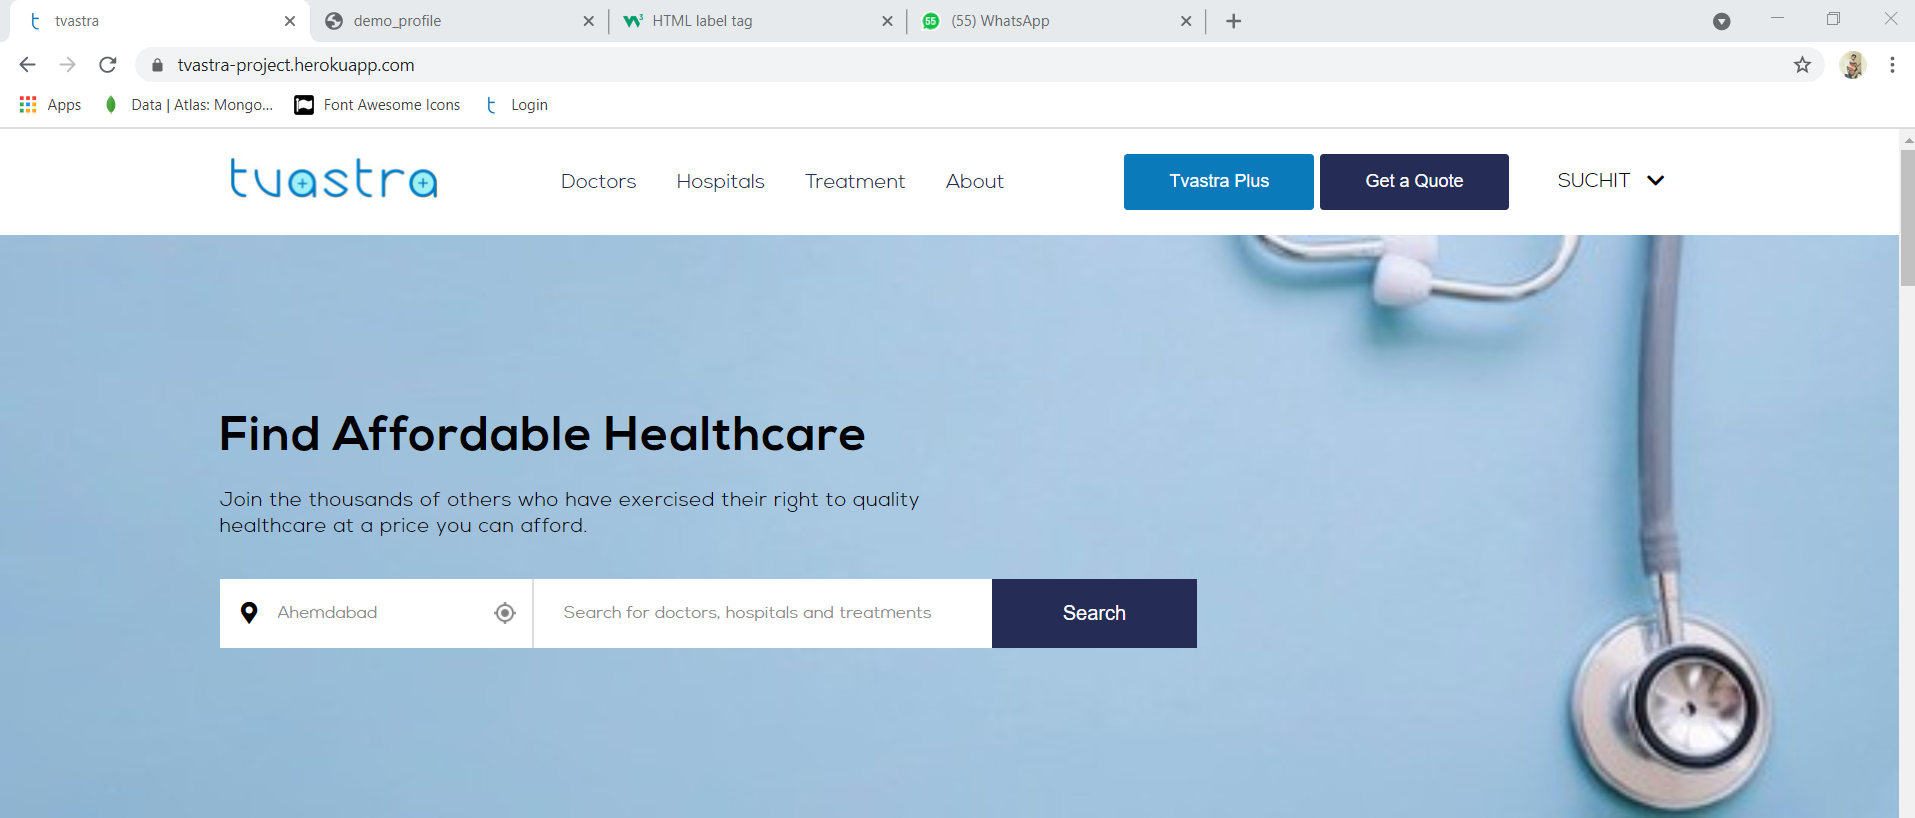 tvastra
demo_profile
HTML label tag
(55) WhatsApp
tvastra-project.herokuapp.com
Apps
Data | Atlas: Mongo...
Font Awesome Icons
Login
tvastra
Doctors
Hospitals
Treatment
About
Tvastra Plus
Get a Quote
SUCHIT
Find Affordable Healthcare
Join the thousands of others who have exercised their right to quality
healthcare at a price you can afford.
Ahemdabad
Search for doctors, hospitals and treatments
Search